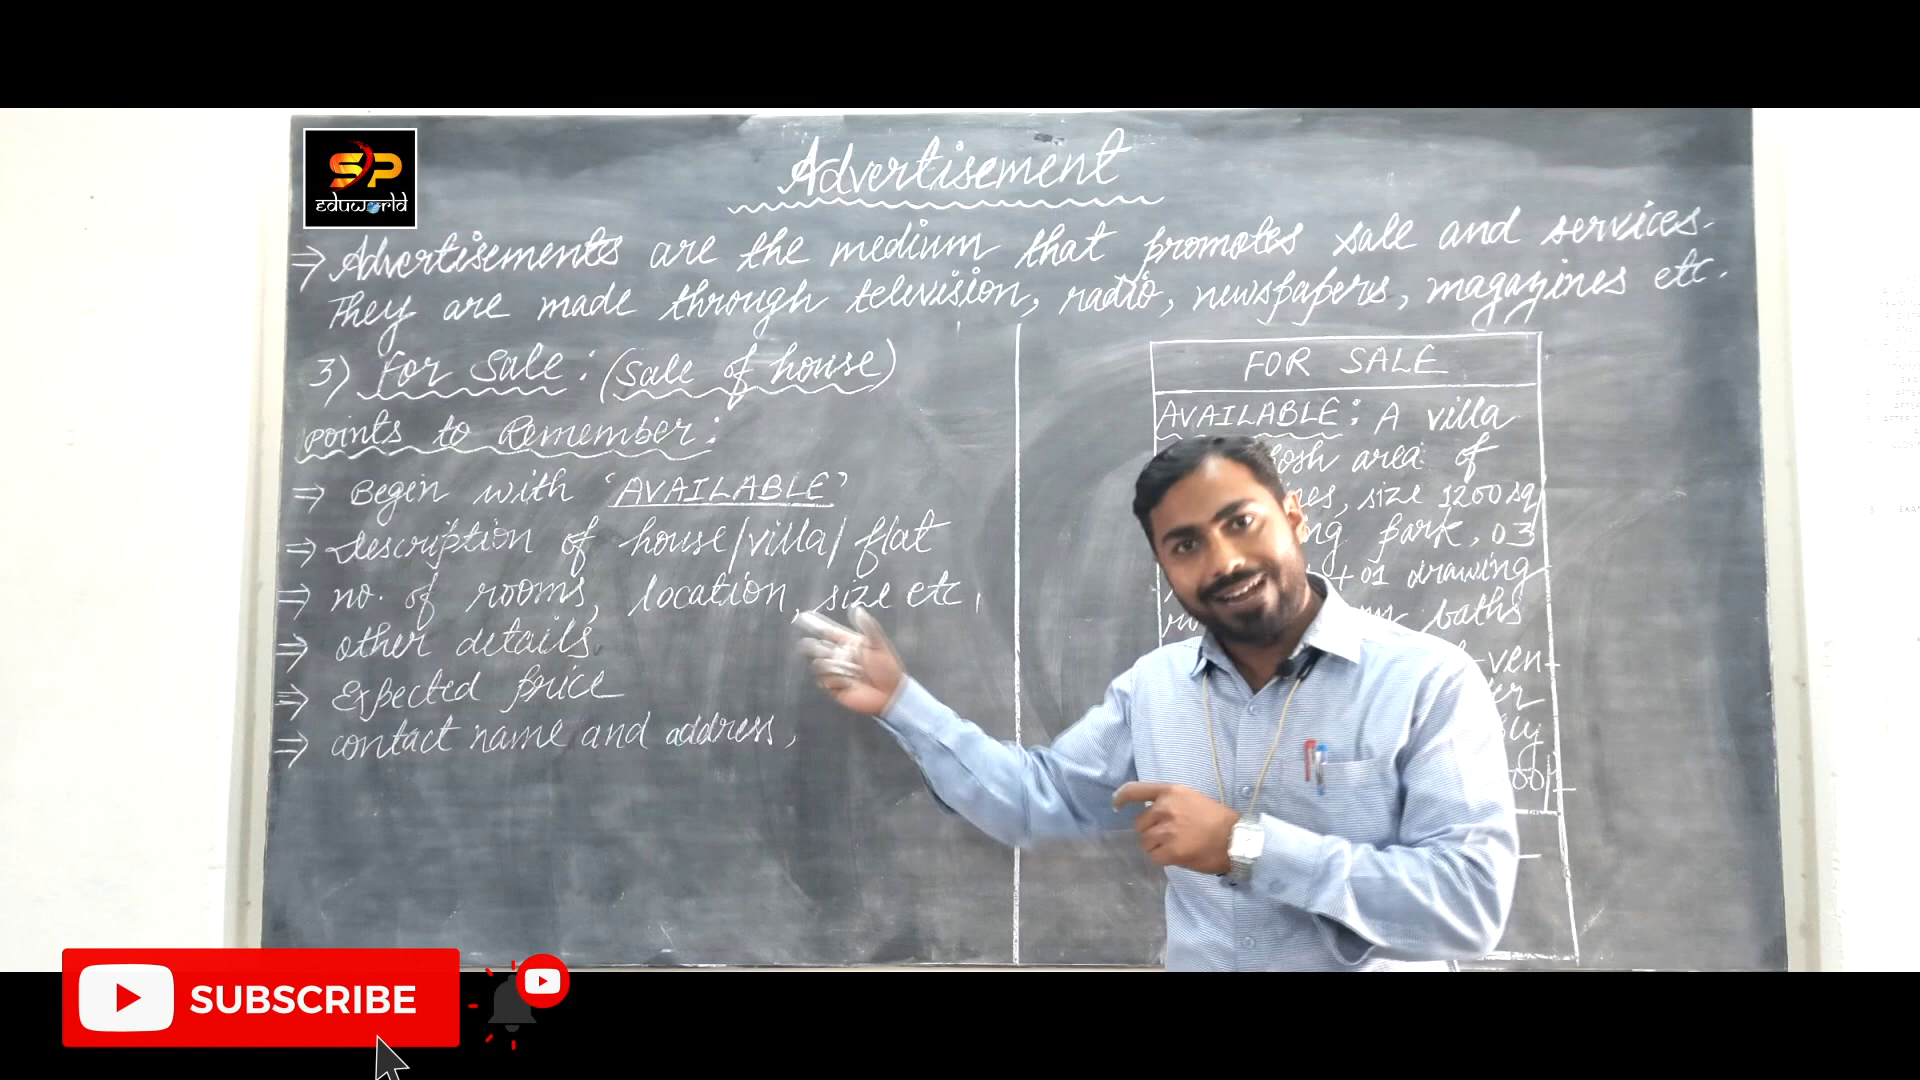 SP
eduworld
Advertisement
⇒ Advertisements are the medium that promotes sale and services.
They are made through television, radio, newspapers, magazines etc.
3) For Sale : (Sale of house)
points to Remember :
⇒ Begin with 'AVAILABLE'
⇒ Description of house/villa/flat
⇒ no. of rooms, location, size etc,
⇒ other details.
⇒ Expected price
⇒ contact name and address,
FOR SALE
AVAILABLE : A villa
area of
size 1200 sq
park, 03
+ 01 drawing
baths
SUBSCRIBE